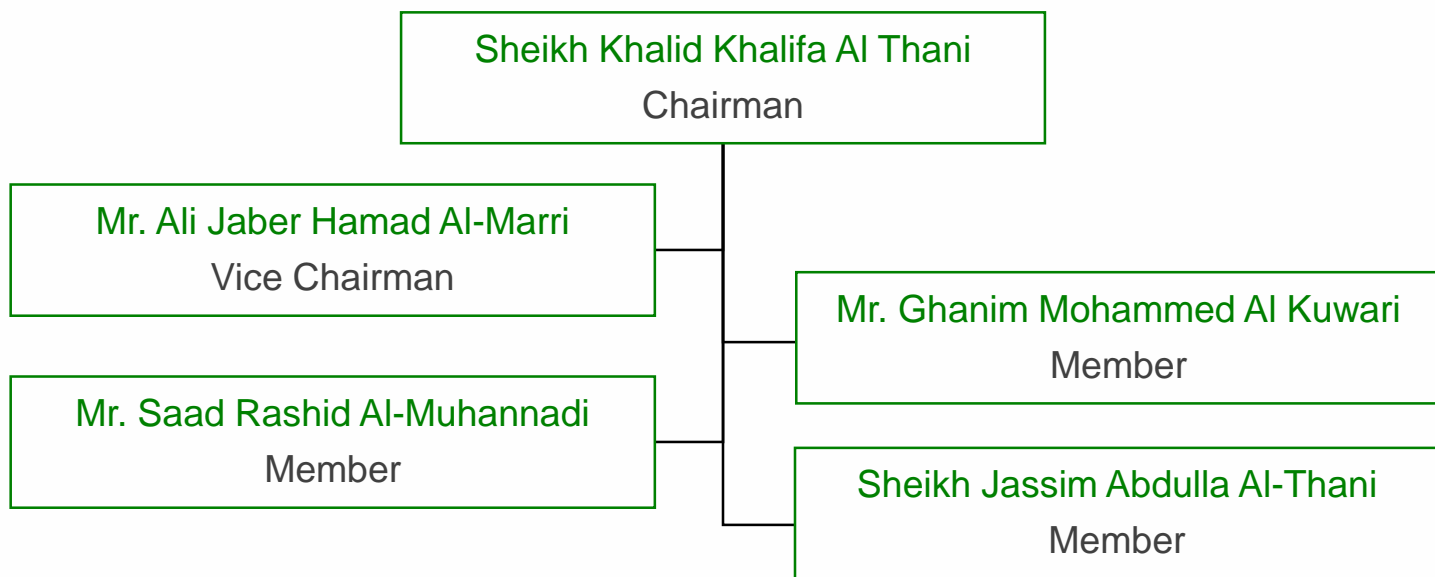 Sheikh Khalid Khalifa Al Thani
Chairman
Mr. Ali Jaber Hamad Al-Marri
Vice Chairman
Mr. Ghanim Mohammed Al Kuwari
Member
Mr. Saad Rashid Al-Muhannadi
Member
Sheikh Jassim Abdulla Al-Thani
Member